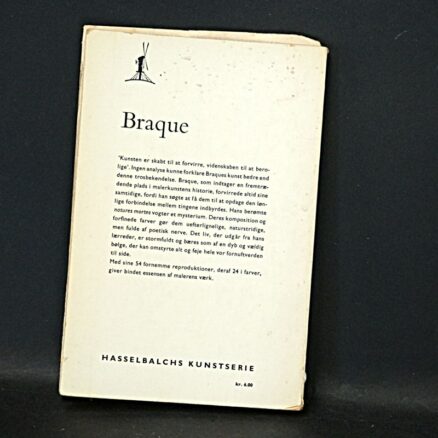 Braque
'Kunsten er skabt til at forvirre, videnskaben til at bero-
lige'. Ingen analyse kunne forklare Braques kunst bedre end
denne trosbekendelse. Braque, som indtager en fremtræ-
dende plads i malerkunstens historie, forvirrede altid sine
samtidige, fordi han søgte at få dem til at opdage den løn-
lige forbindelse mellem tingene indbyrdes. Hans berømte
natures mortes vogter et mysterium. Deres komposition og
forfinede farver gør dem uefterlignelige, naturstridige,
men fulde af poetisk nerve. Det liv, der udgår fra hans
lærreder, er stormfuldt og bæres som af en dyb og vældig
bølge, der kan omstyrte alt og feje hele vor fornuftverden
til side.
Med sine 54 fornemme reproduktioner, deraf 24 i farver,
giver bindet essensen af malerens værk.
HASSELBALCHS KUNSTSERIE
kr. 6.00